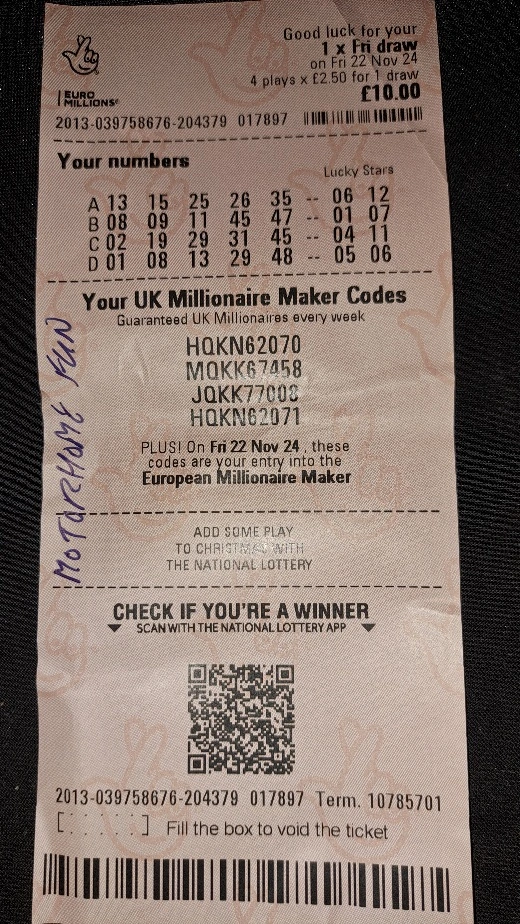 Good luck for your
1 x Fri draw
on Fri 22 Nov 24
4 plays x £2.50 for 1 draw
£10.00
EURO
MILLIONS
2013-039758676-204379 017897
Your numbers
Lucky Stars
A 13 15 25 26 35 -- 06 12
B 08 09 11 45 47 -- 01 07
C 02 19 29 31 45 -- 04 11
D 01 08 13 29 48 -- 05 06
Your UK Millionaire Maker Codes
Guaranteed UK Millionaires every week
HQKN62070
MQKK67458
JQKK77008
HQKN62071
PLUS! On Fri 22 Nov 24, these
codes are your entry into the
European Millionaire Maker
MOTORHOME FUN
ADD SOME PLAY
TO CHRISTMAS WITH
THE NATIONAL LOTTERY
CHECK IF YOU'RE A WINNER
SCAN WITH THE NATIONAL LOTTERY APP
2013-039758676-204379 017897 Term. 10785701
[. . . . .] Fill the box to void the ticket